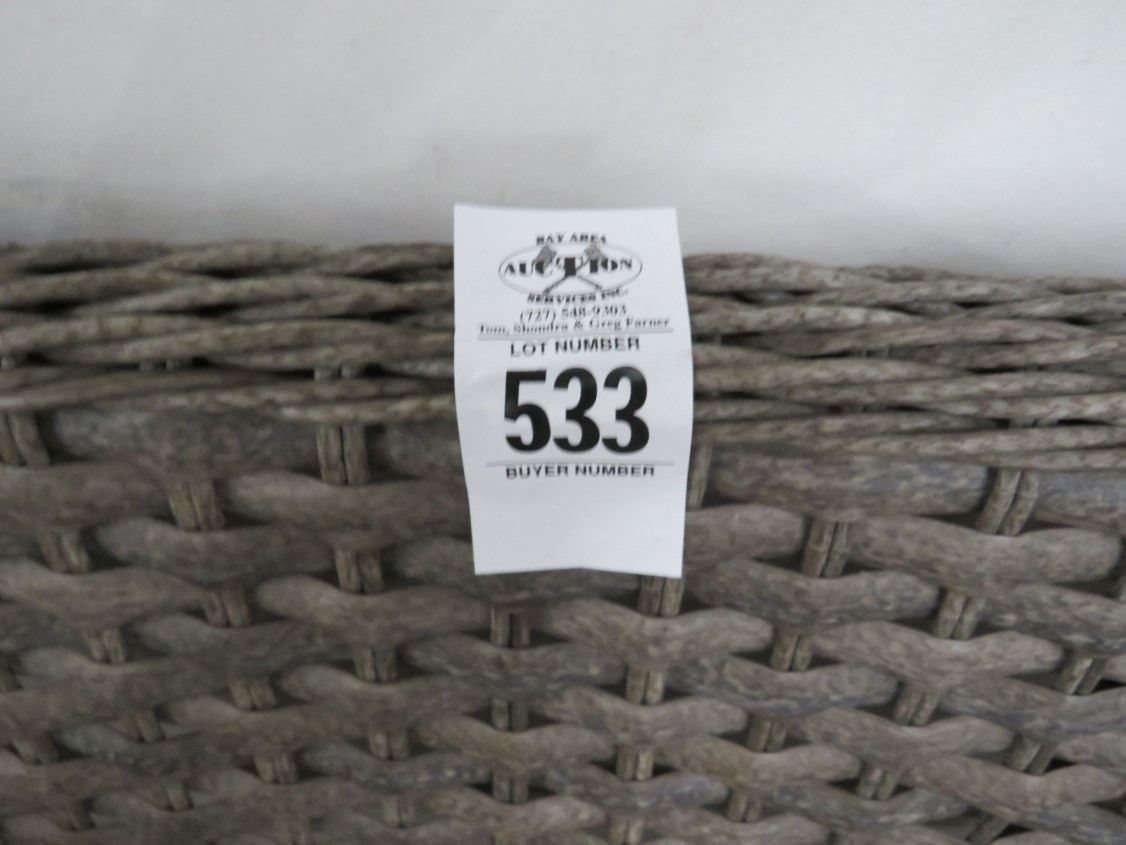 BAY AREA
AUCTION
SERVICES INC.
(727) 548-9303
Tom, Shondra & Greg Farner
LOT NUMBER
533
BUYER NUMBER